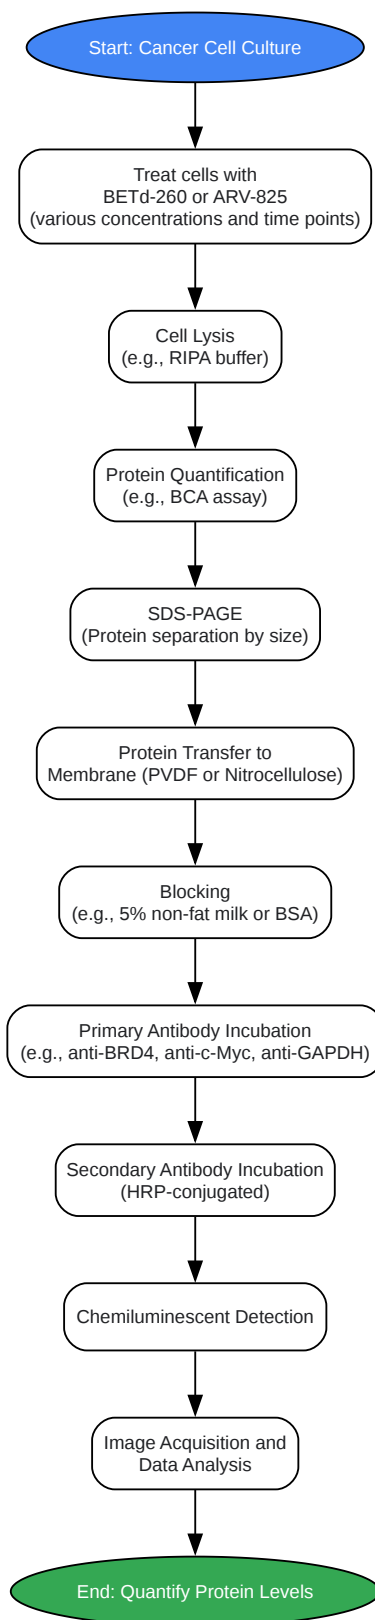 Start: Cancer Cell Culture
Treat cells with
BETd-260 or ARV-825
(various concentrations and time points)
Cell Lysis
(e.g., RIPA buffer)
Protein Quantification
(e.g., BCA assay)
SDS-PAGE
(Protein separation by size)
Protein Transfer to
Membrane (PVDF or Nitrocellulose)
Blocking
(e.g., 5% non-fat milk or BSA)
Primary Antibody Incubation
(e.g., anti-BRD4, anti-c-Myc, anti-GAPDH)
Secondary Antibody Incubation
(HRP-conjugated)
Chemiluminescent Detection
Image Acquisition and
Data Analysis
End: Quantify Protein Levels